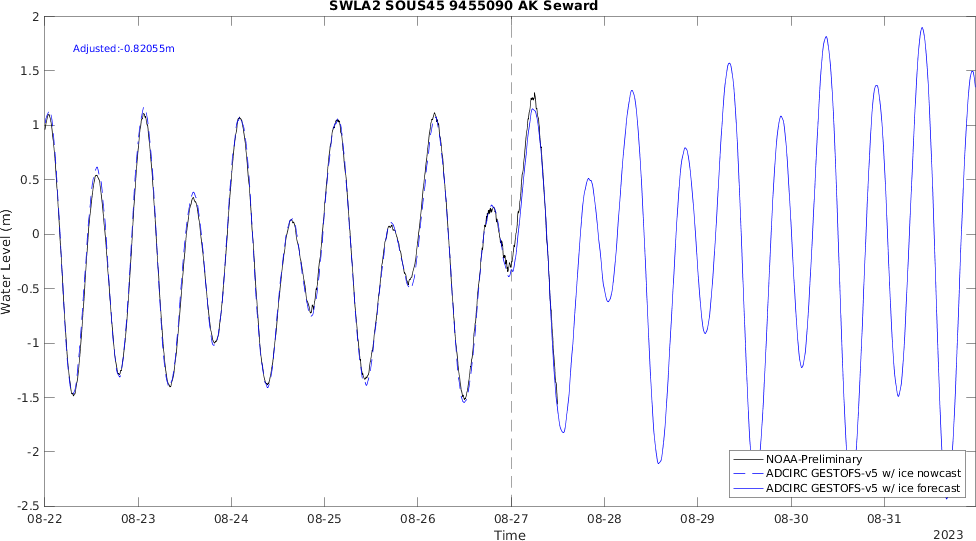 SWLA2 SOUS45 9455090 AK Seward
Adjusted:-0.82055m
2
1.5
1
0.5
0
-0.5
-1
-1.5
-2
-2.5
Water Level (m)
NOAA-Preliminary
ADCIRC GESTOFS-v5 w/ ice nowcast
ADCIRC GESTOFS-v5 w/ ice forecast
08-22 08-23 08-24 08-25 08-26 08-27 08-28 08-29 08-30 08-31
Time
2023